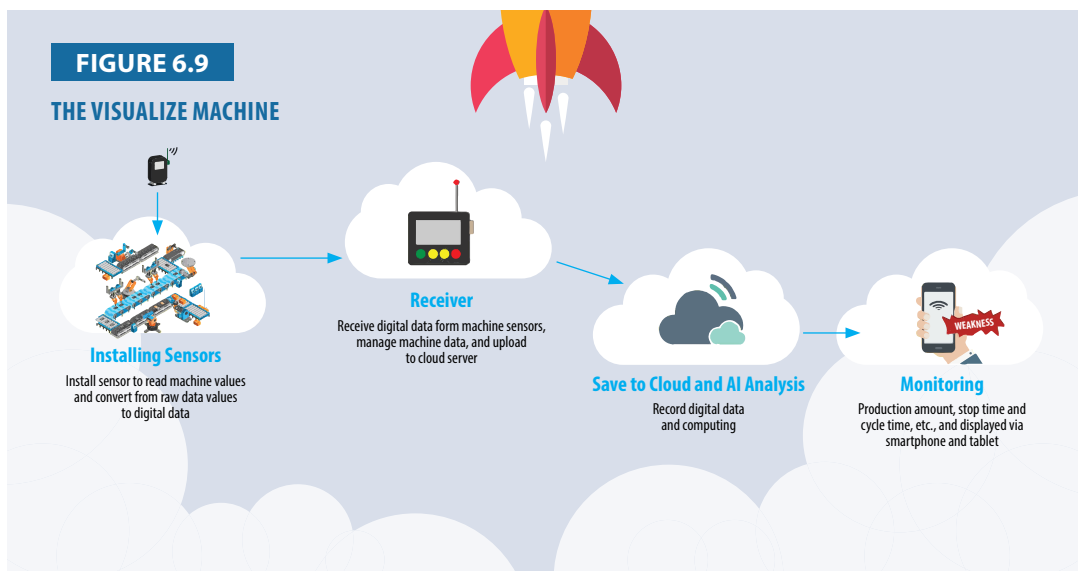 FIGURE 6.9
THE VISUALIZE MACHINE
Installing Sensors
Install sensor to read machine values
and convert from raw data values
to digital data
Receiver
Receive digital data form machine sensors,
manage machine data, and upload
to cloud server
Save to Cloud and AI Analysis
Record digital data
and computing
WEAKNESS
Monitoring
Production amount, stop time and
cycle time, etc., and displayed via
smartphone and tablet